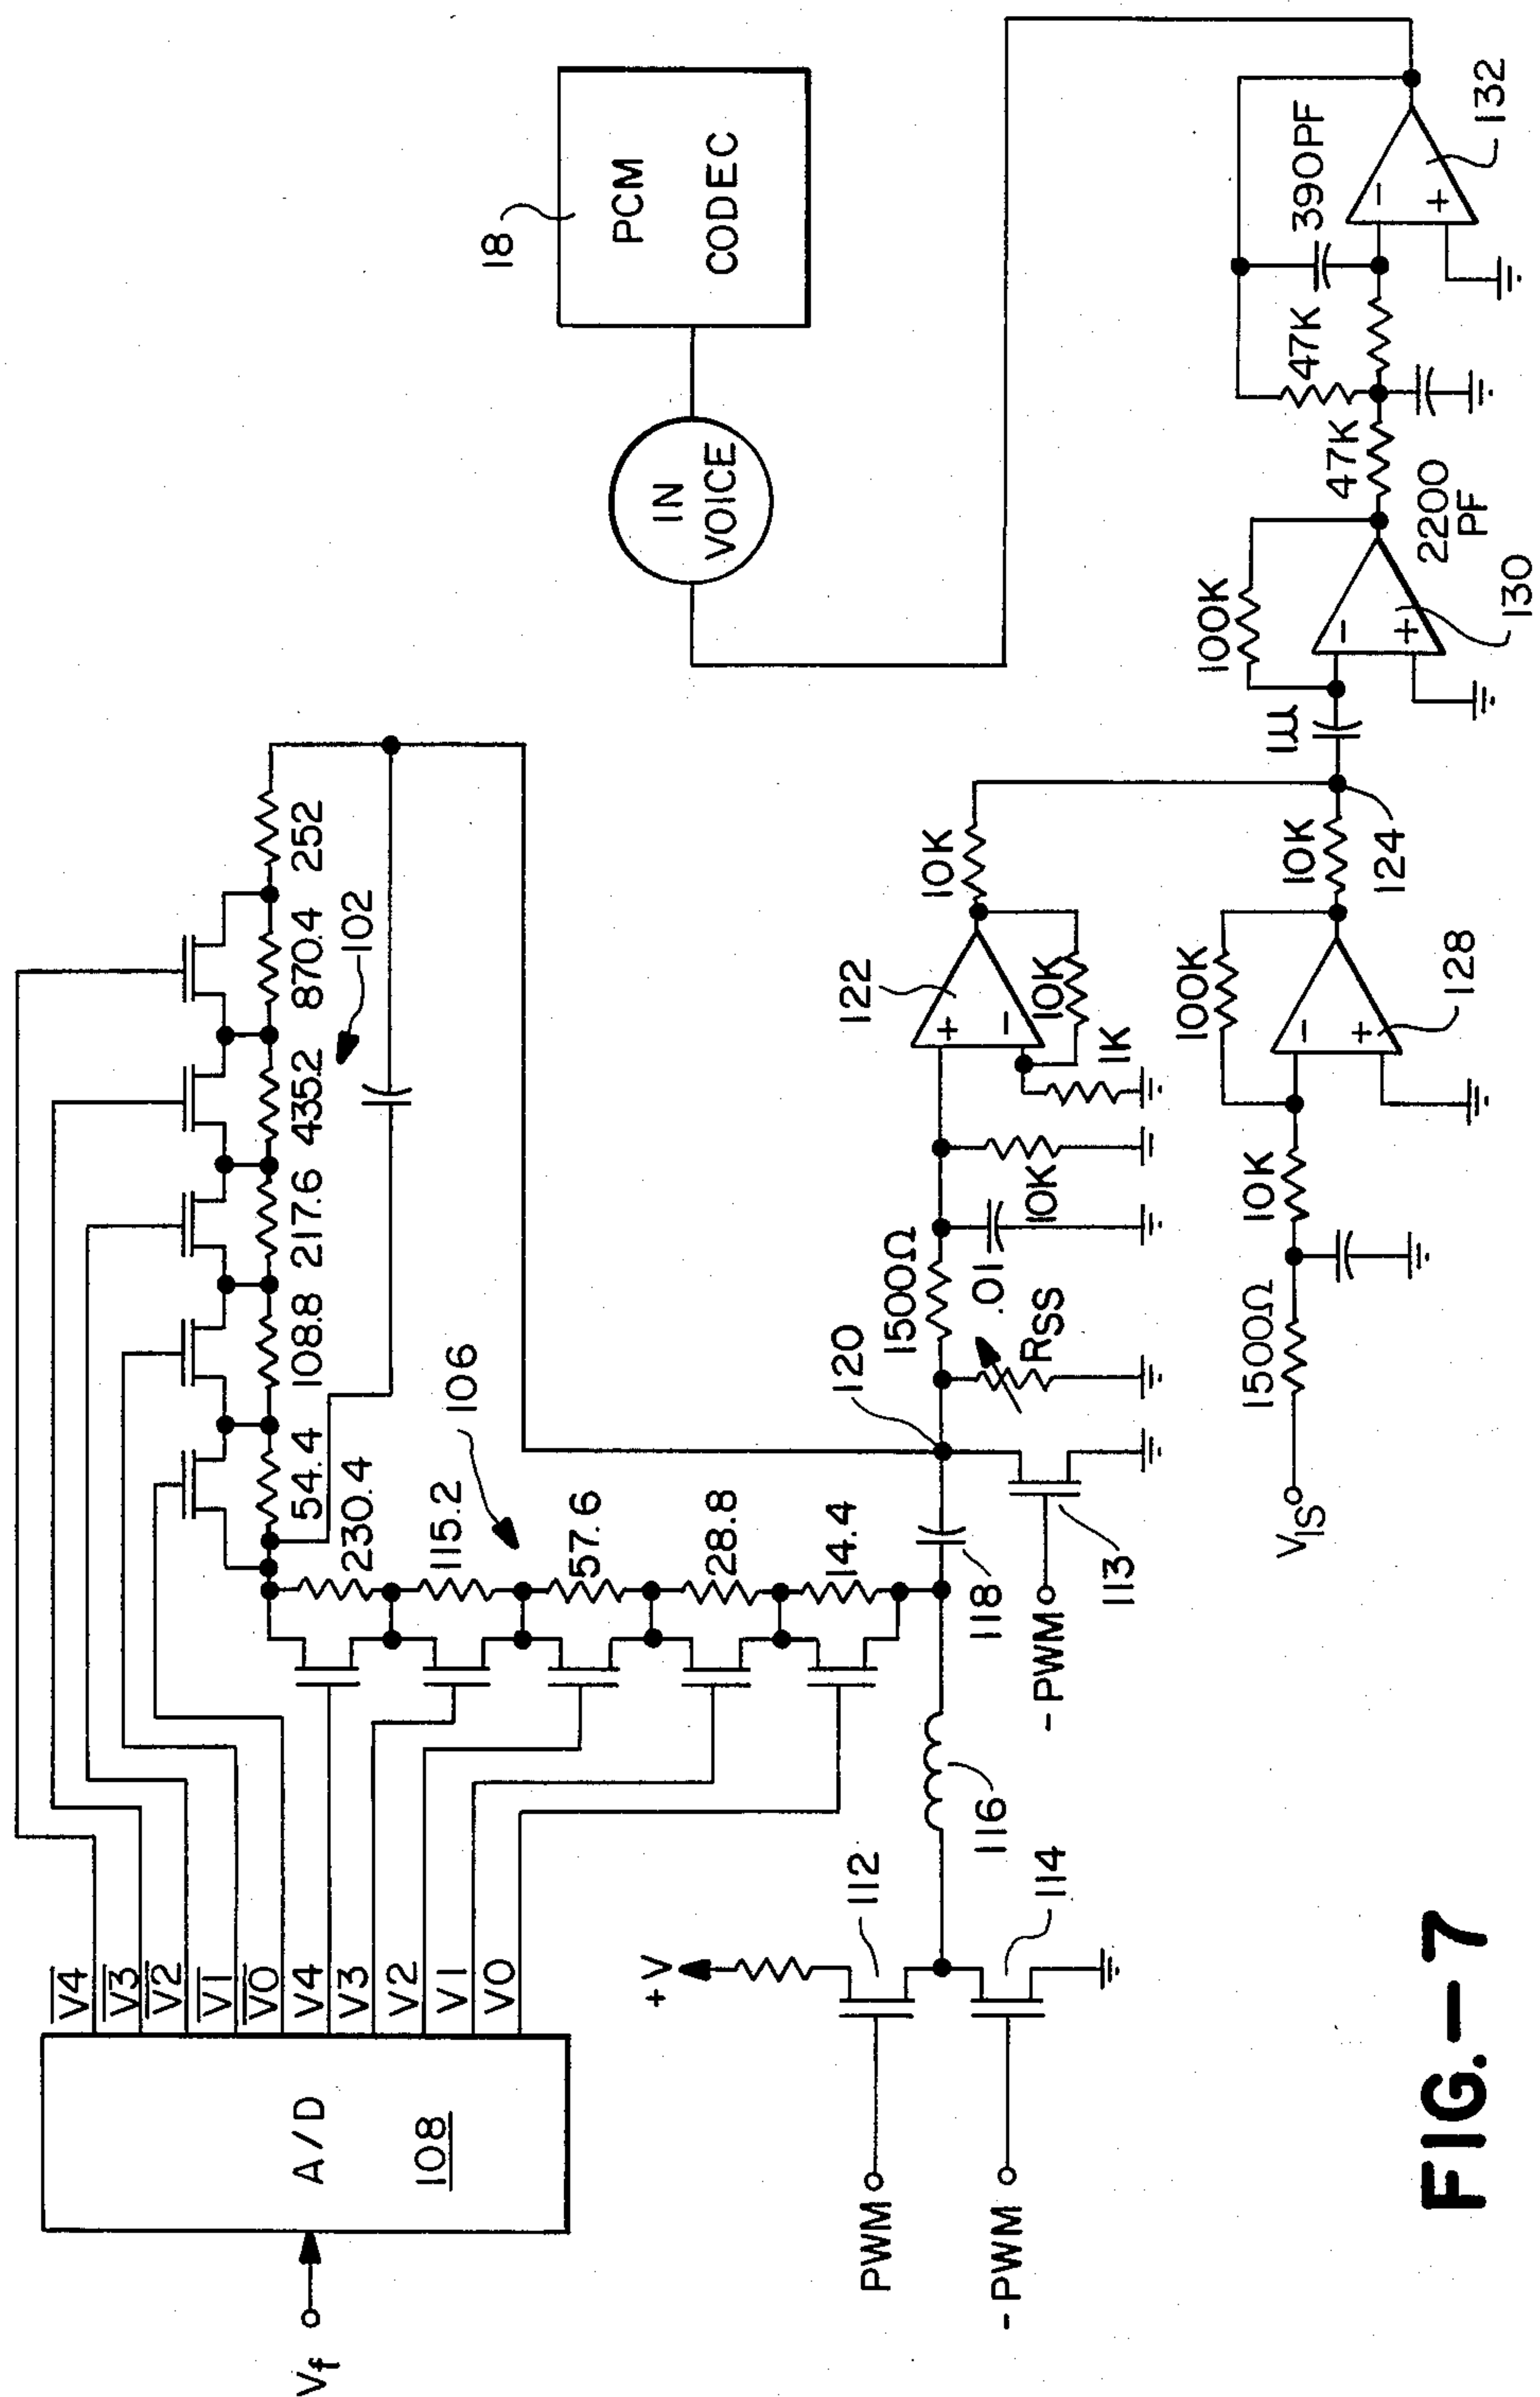 Vf
A/D
108
V4
V3
V2
V1
V0
V4
V3
V2
V1
V0
54.4
108.8
217.6
435.2
870.4
252
102
230.4
115.2
57.6
28.8
14.4
106
+V
PWM
112
-PWM
114
116
118
120
-PWM
113
RSS
1500Ω
.01
10K
122
+
-
10K
1K
10K
VIS
1500Ω
10K
100K
-
+
128
10K
124
1µ
100K
-
+
130
47K
2200
PF
47K
390PF
-
+
132
IN
VOICE
18
PCM
CODEC
FIG.-7